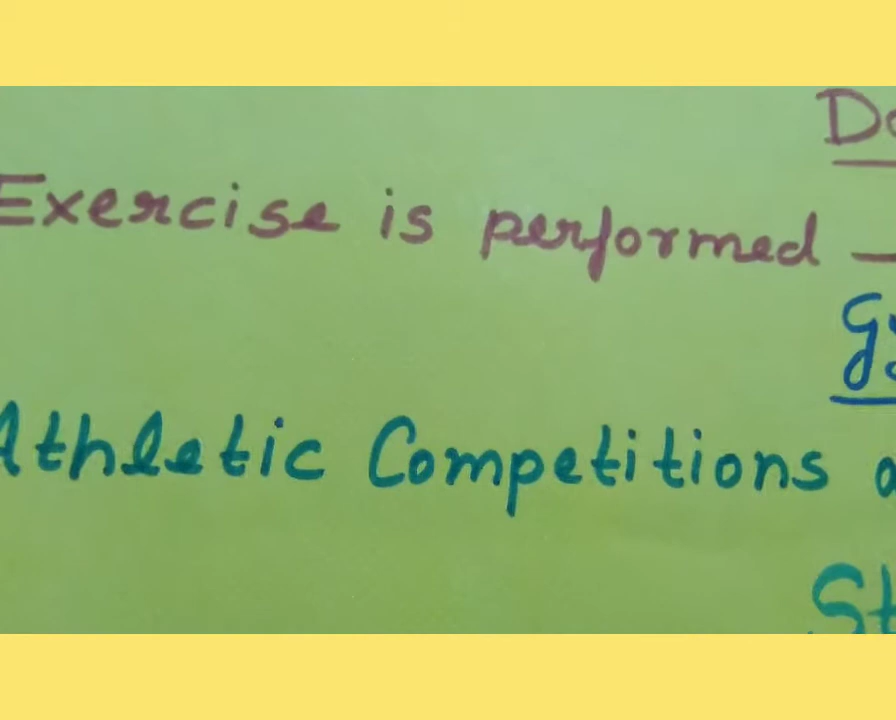 Exercise is performed —
Athletic Competitions